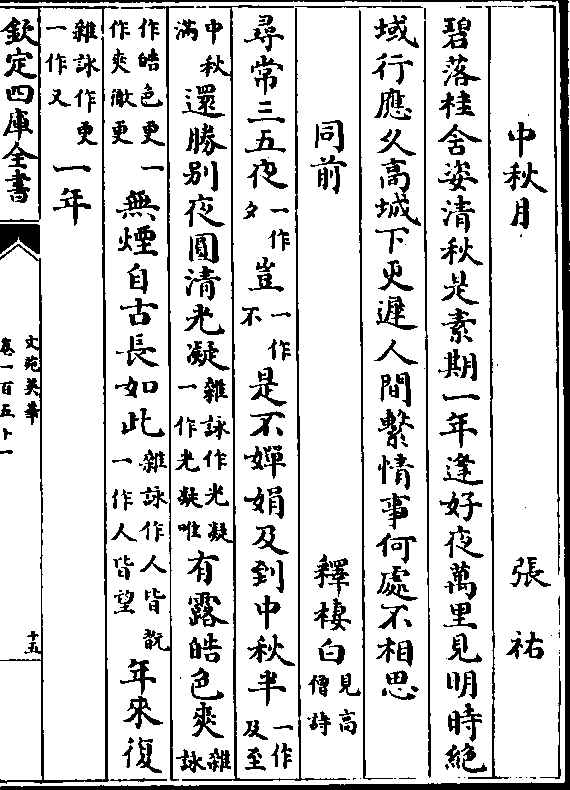 中秋月　張祜
碧落桂含姿清秋是素期一年逢好夜萬里見明時絶
域行應久高城下更遲人間繫情事何處不相思
同前　釋棲白見高僧詩
尋常三五夜一作夕豈一作不是不嬋娟及到中秋半一作及至
中秋滿還勝别夜圓清光凝雜詠作光凝一作光凝唯有露皓色爽雜詠
作皓色更一作爽澈更無煙自古長如此雜詠作人皆翫一作人皆望年來復
雜詠作更一作又一年
欽定四庫全書
文苑英華
卷一百五十一
十五